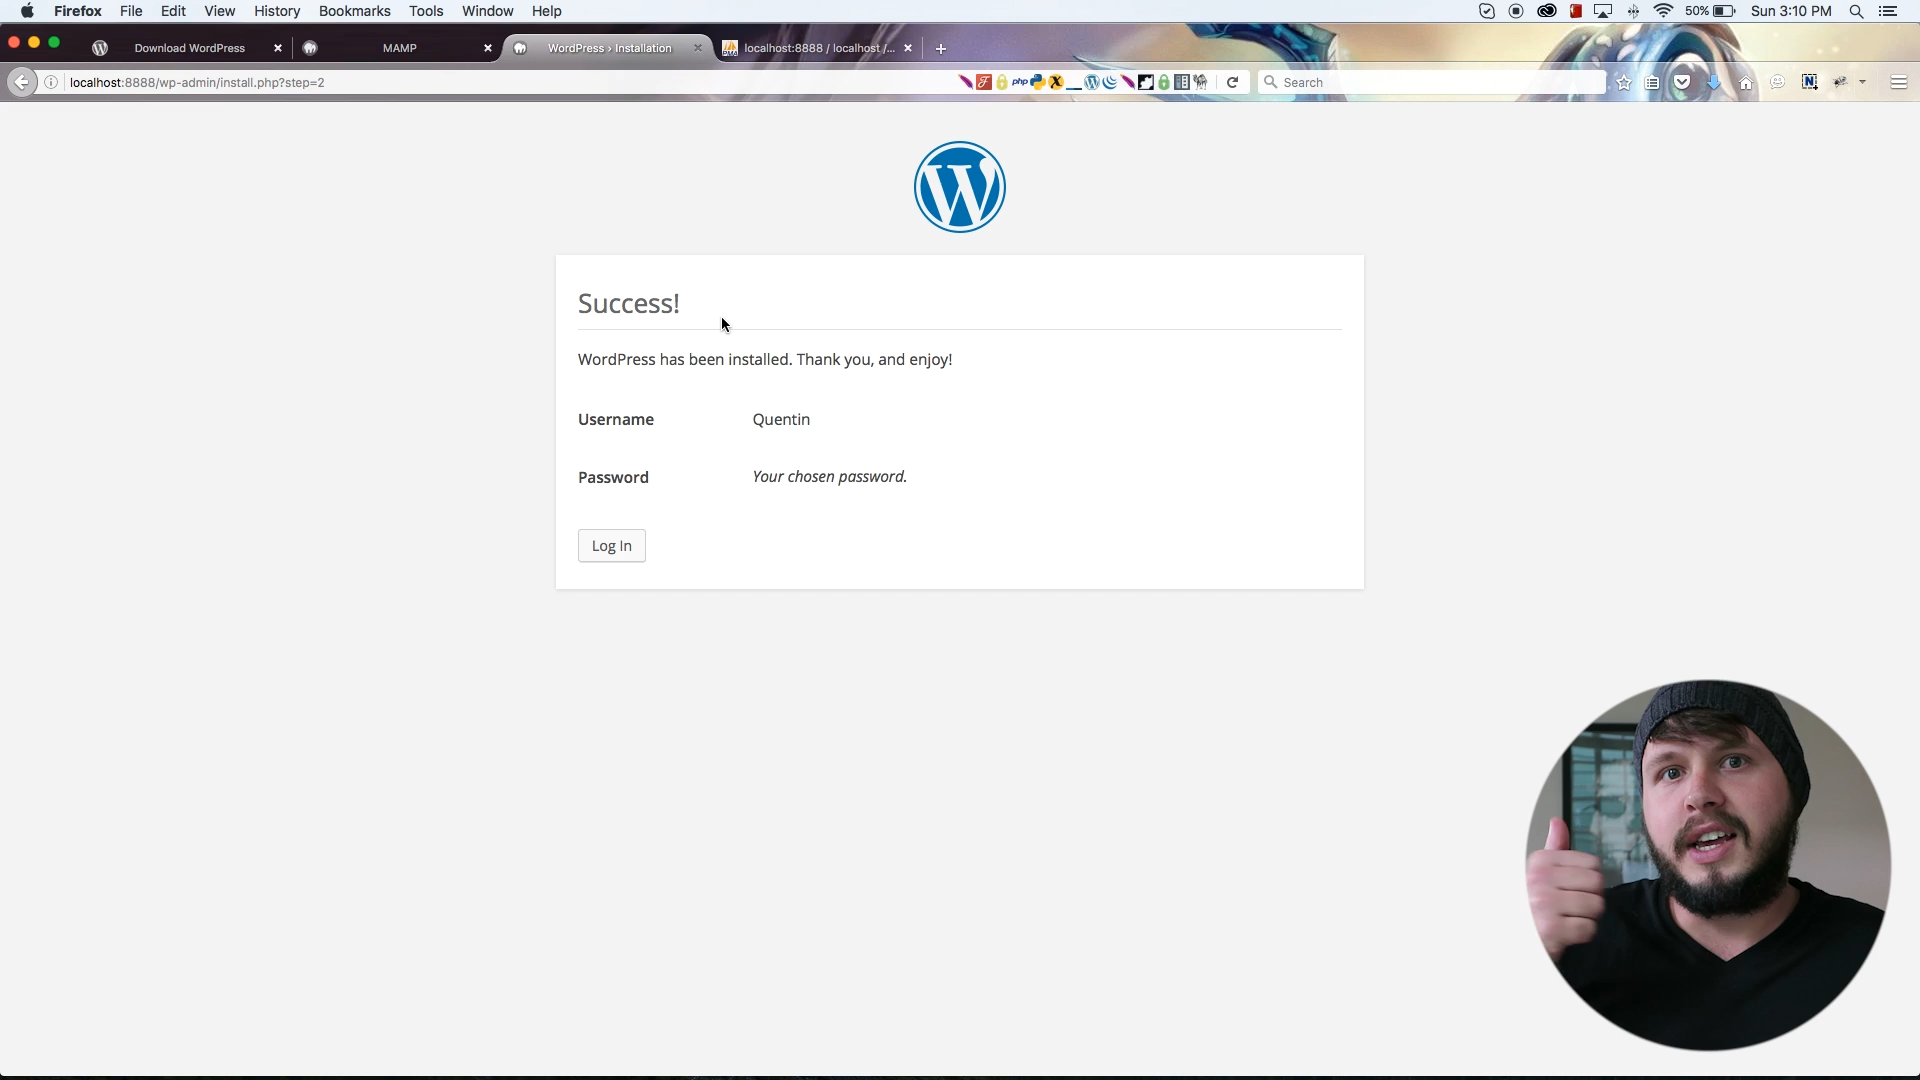 Firefox File Edit View History Bookmarks Tools Window Help 50% Sun 3:10 PM
Download WordPress MAMP WordPress › Installation localhost:8888 / localhost /...
localhost:8888/wp-admin/install.php?step=2 php Search
Success!
WordPress has been installed. Thank you, and enjoy!
Username Quentin
Password Your chosen password.
Log In